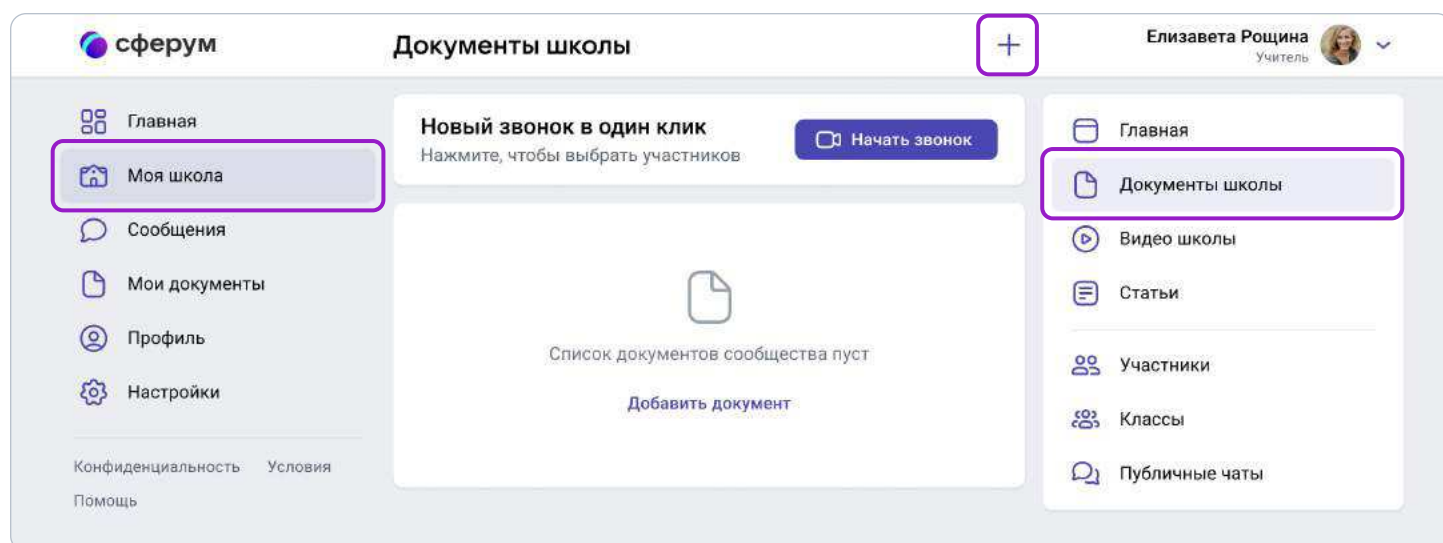 сферум
Документы школы
Елизавета Рощина
Учитель
Главная
Моя школа
Сообщения
Мои документы
Профиль
Настройки
Конфиденциальность Условия
Помощь
Новый звонок в один клик
Нажмите, чтобы выбрать участников
Начать звонок
Список документов сообщества пуст
Добавить документ
Главная
Документы школы
Видео школы
Статьи
Участники
Классы
Публичные чаты